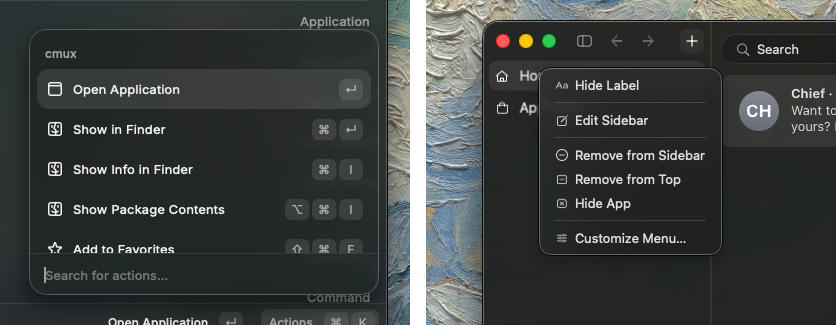 Application
cmux
Open Application ↵
Show in Finder ⌘ ↵
Show Info in Finder ⌘ I
Show Package Contents ⌥ ⌘ I
Add to Favorites ⇧ ⌘ F
Search for actions...
Command
Open Application ↵ Actions ⌘ K
Search
Hide Label
Edit Sidebar
Remove from Sidebar
Remove from Top
Hide App
Customize Menu...
CH
Chief ·
Want to
yours?